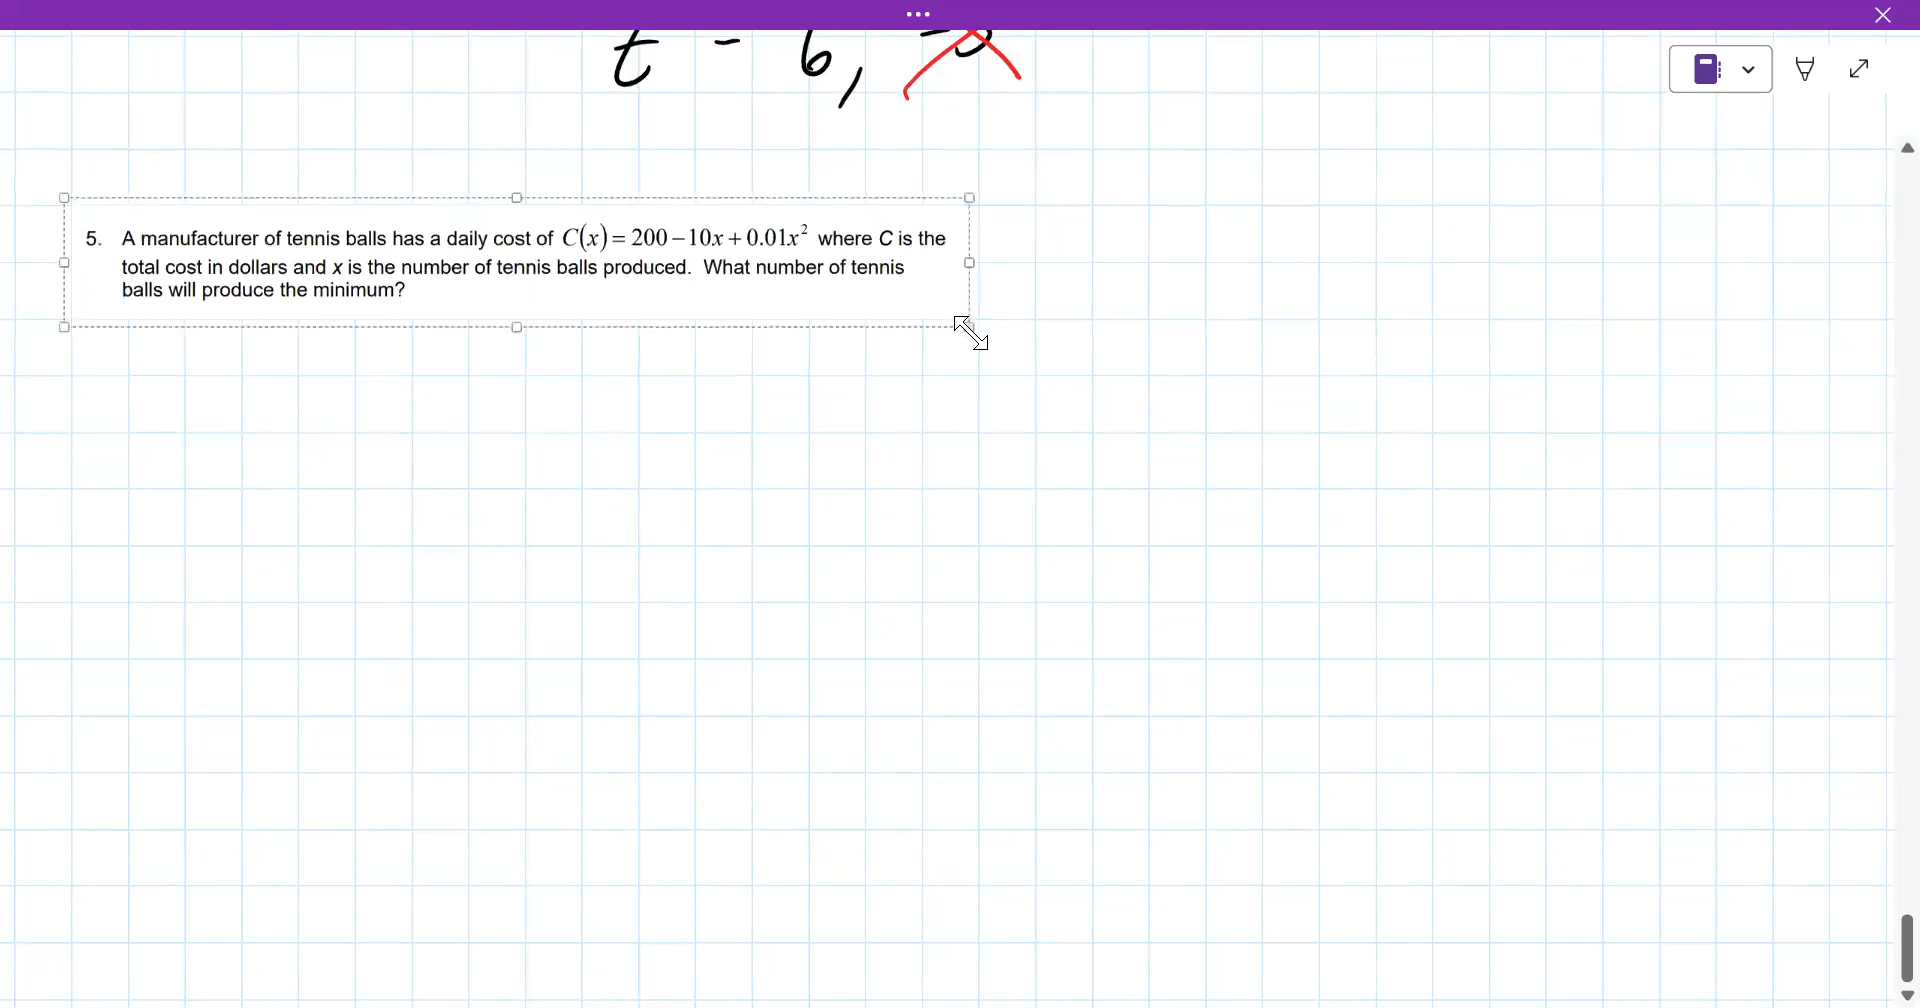 t - 6,
5. A manufacturer of tennis balls has a daily cost of C(x) = 200 − 10x + 0.01x² where C is the
total cost in dollars and x is the number of tennis balls produced. What number of tennis
balls will produce the minimum?